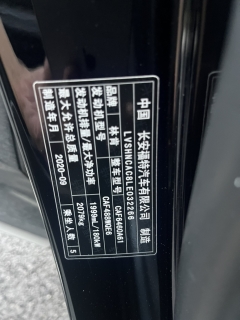 中国 长安福特汽车有限公司 制造
LVSHNCAC8LE032266
品牌 林肯 整车型号 CAF6460A61
发动机型号 CAF488WQE6
发动机排量/最大净功率 1999ml/180kW
最大允许总质量 2079kg
制造年月 2020-09 乘坐人数 5